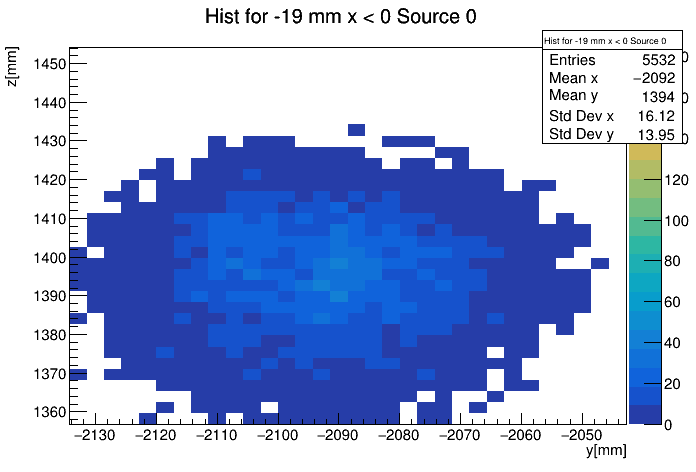 Hist for -19 mm x < 0 Source 0
Hist for -19 mm x < 0 Source 0
Entries 5532
Mean x −2092
Mean y 1394
Std Dev x 16.12
Std Dev y 13.95
z[mm]
1450
1440
1430
1420
1410
1400
1390
1380
1370
1360
−2130 −2120 −2110 −2100 −2090 −2080 −2070 −2060 −2050
y[mm]
120
100
80
60
40
20
0